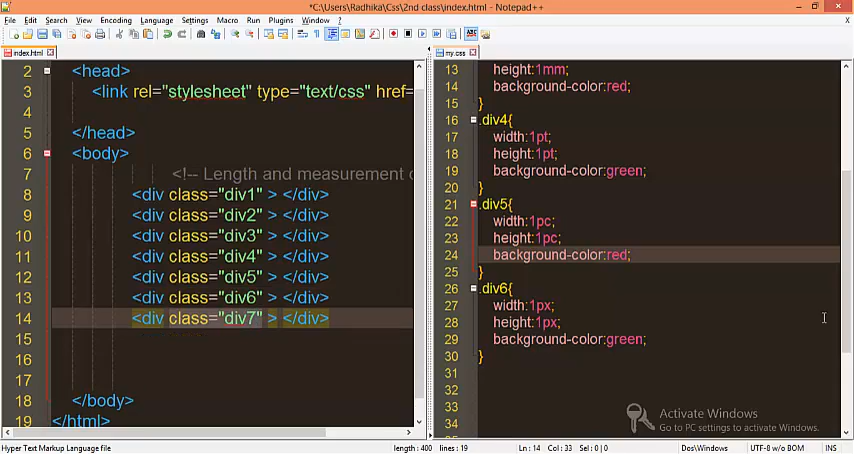 *C:\Users\Radhika\Css\2nd class\index.html - Notepad++
File Edit Search View Encoding Language Settings Macro Run Plugins Window ?
index.html
my.css
2 <head>
3 <link rel="stylesheet" type="text/css" href=
4
5 </head>
6 <body>
7 <!-- Length and measurement
8 <div class="div1" > </div>
9 <div class="div2" > </div>
10 <div class="div3" > </div>
11 <div class="div4" > </div>
12 <div class="div5" > </div>
13 <div class="div6" > </div>
14 <div class="div7" > </div>
15
16
17
18 </body>
19 </html>
13 height:1mm;
14 background-color:red;
15 }
16 .div4{
17 width:1pt;
18 height:1pt;
19 background-color:green;
20 }
21 .div5{
22 width:1pc;
23 height:1pc;
24 background-color:red;
25 }
26 .div6{
27 width:1px;
28 height:1px;
29 background-color:green;
30 }
31
32
33
34
Activate Windows
Go to PC settings to activate Windows.
Hyper Text Markup Language file length : 400 lines : 19 Ln : 14 Col : 33 Sel : 0 | 0 Dos\Windows UTF-8 w/o BOM INS